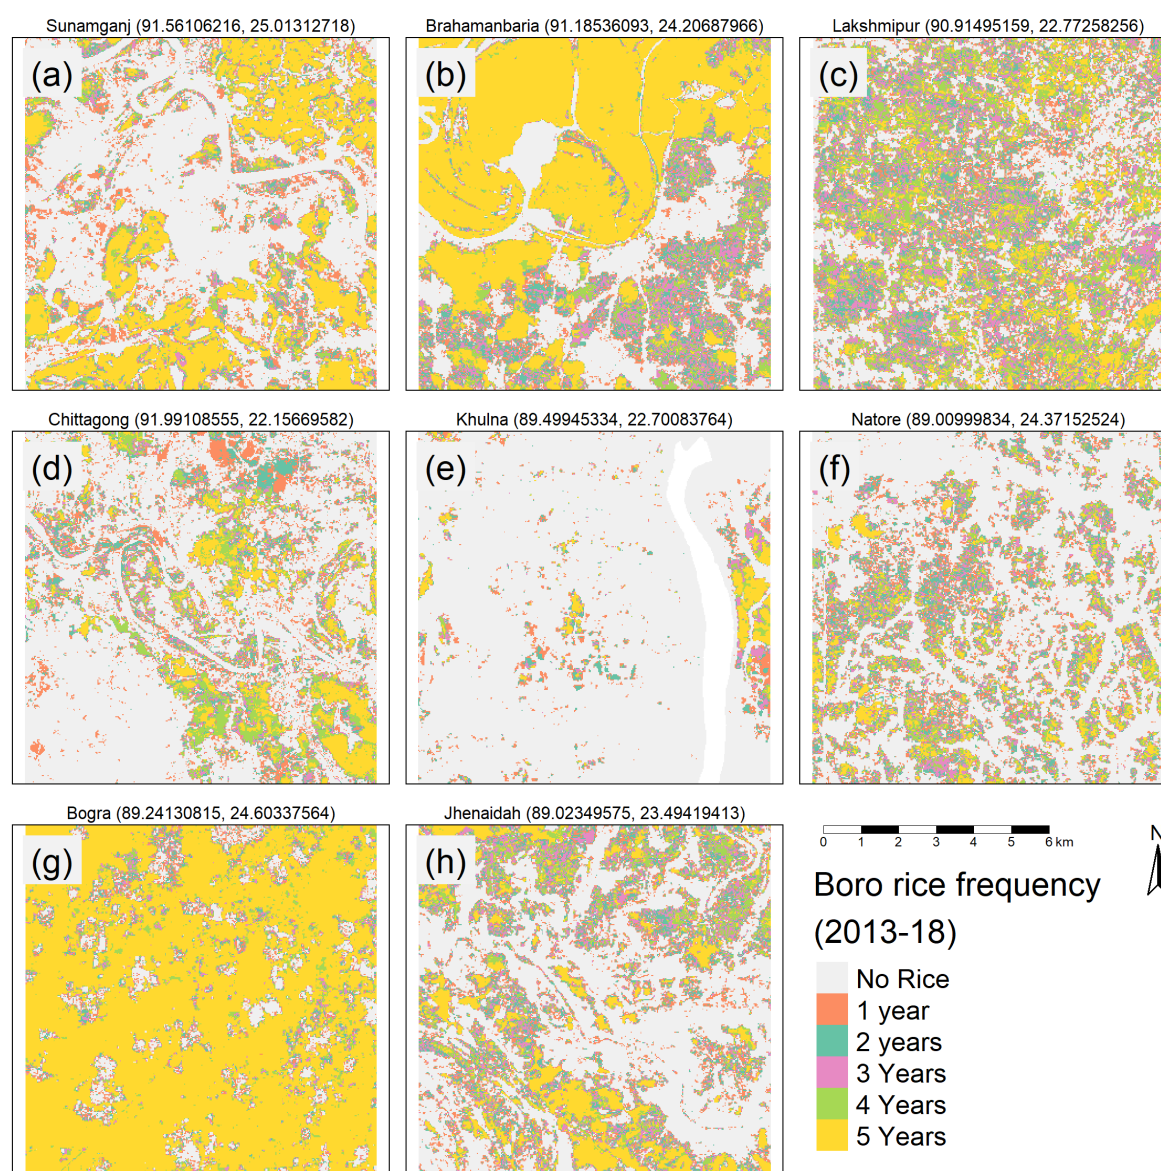 Sunamganj (91.56106216, 25.01312718)
Brahamanbaria (91.18536093, 24.20687966)
Lakshmipur (90.91495159, 22.77258256)
(a)
(b)
(c)
Chittagong (91.99108555, 22.15669582)
Khulna (89.49945334, 22.70083764)
Natore (89.00999834, 24.37152524)
(d)
(e)
(f)
Bogra (89.24130815, 24.60337564)
Jhenaidah (89.02349575, 23.49419413)
(g)
(h)
0 1 2 3 4 5 6 km
N
Boro rice frequency
(2013-18)
No Rice
1 year
2 years
3 Years
4 Years
5 Years